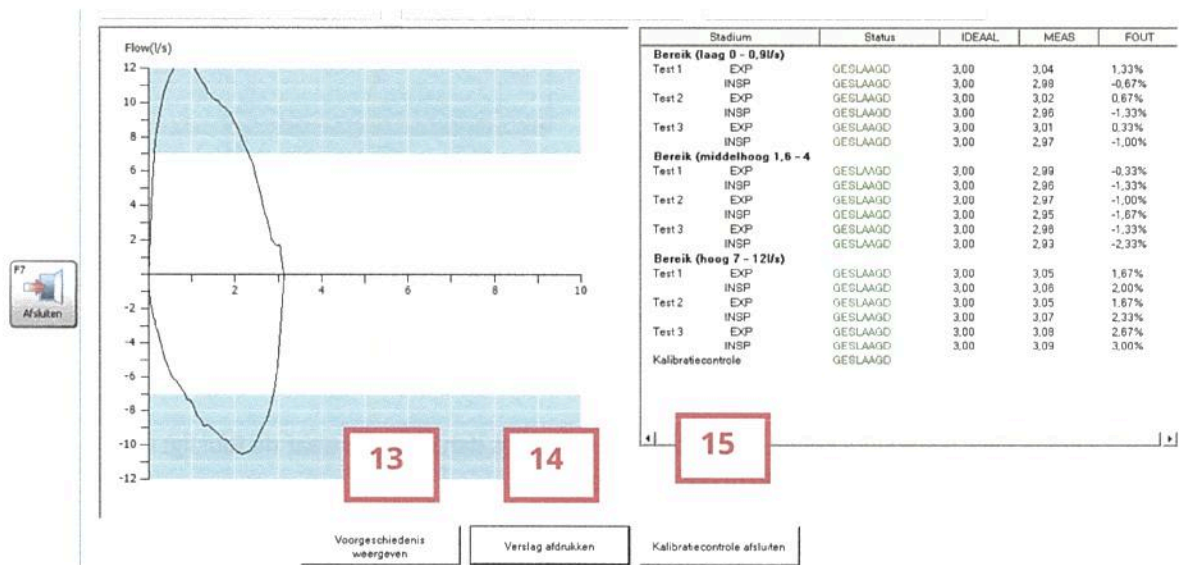 Flow(l/s)
12
10
8
6
4
2
-2
-4
-6
-8
-10
-12
2 4 6 8 10
F7
Afsluiten
13
14
15
Stadium Status IDEAAL MEAS FOUT
Bereik (laag 0 - 0,9l/s)
Test 1 EXP GESLAAGD 3,00 3,04 1,33%
INSP GESLAAGD 3,00 2,98 -0,67%
Test 2 EXP GESLAAGD 3,00 3,02 0,67%
INSP GESLAAGD 3,00 2,96 -1,33%
Test 3 EXP GESLAAGD 3,00 3,01 0,33%
INSP GESLAAGD 3,00 2,97 -1,00%
Bereik (middelhoog 1,6 - 4
Test 1 EXP GESLAAGD 3,00 2,99 -0,33%
INSP GESLAAGD 3,00 2,96 -1,33%
Test 2 EXP GESLAAGD 3,00 2,97 -1,00%
INSP GESLAAGD 3,00 2,95 -1,67%
Test 3 EXP GESLAAGD 3,00 2,96 -1,33%
INSP GESLAAGD 3,00 2,93 -2,33%
Bereik (hoog 7 - 12l/s)
Test 1 EXP GESLAAGD 3,00 3,05 1,67%
INSP GESLAAGD 3,00 3,06 2,00%
Test 2 EXP GESLAAGD 3,00 3,05 1,67%
INSP GESLAAGD 3,00 3,07 2,33%
Test 3 EXP GESLAAGD 3,00 3,08 2,67%
INSP GESLAAGD 3,00 3,09 3,00%
Kalibratiecontrole GESLAAGD
Voorgeschiedenis
weergeven
Verslag afdrukken
Kalibratiecontrole afsluiten